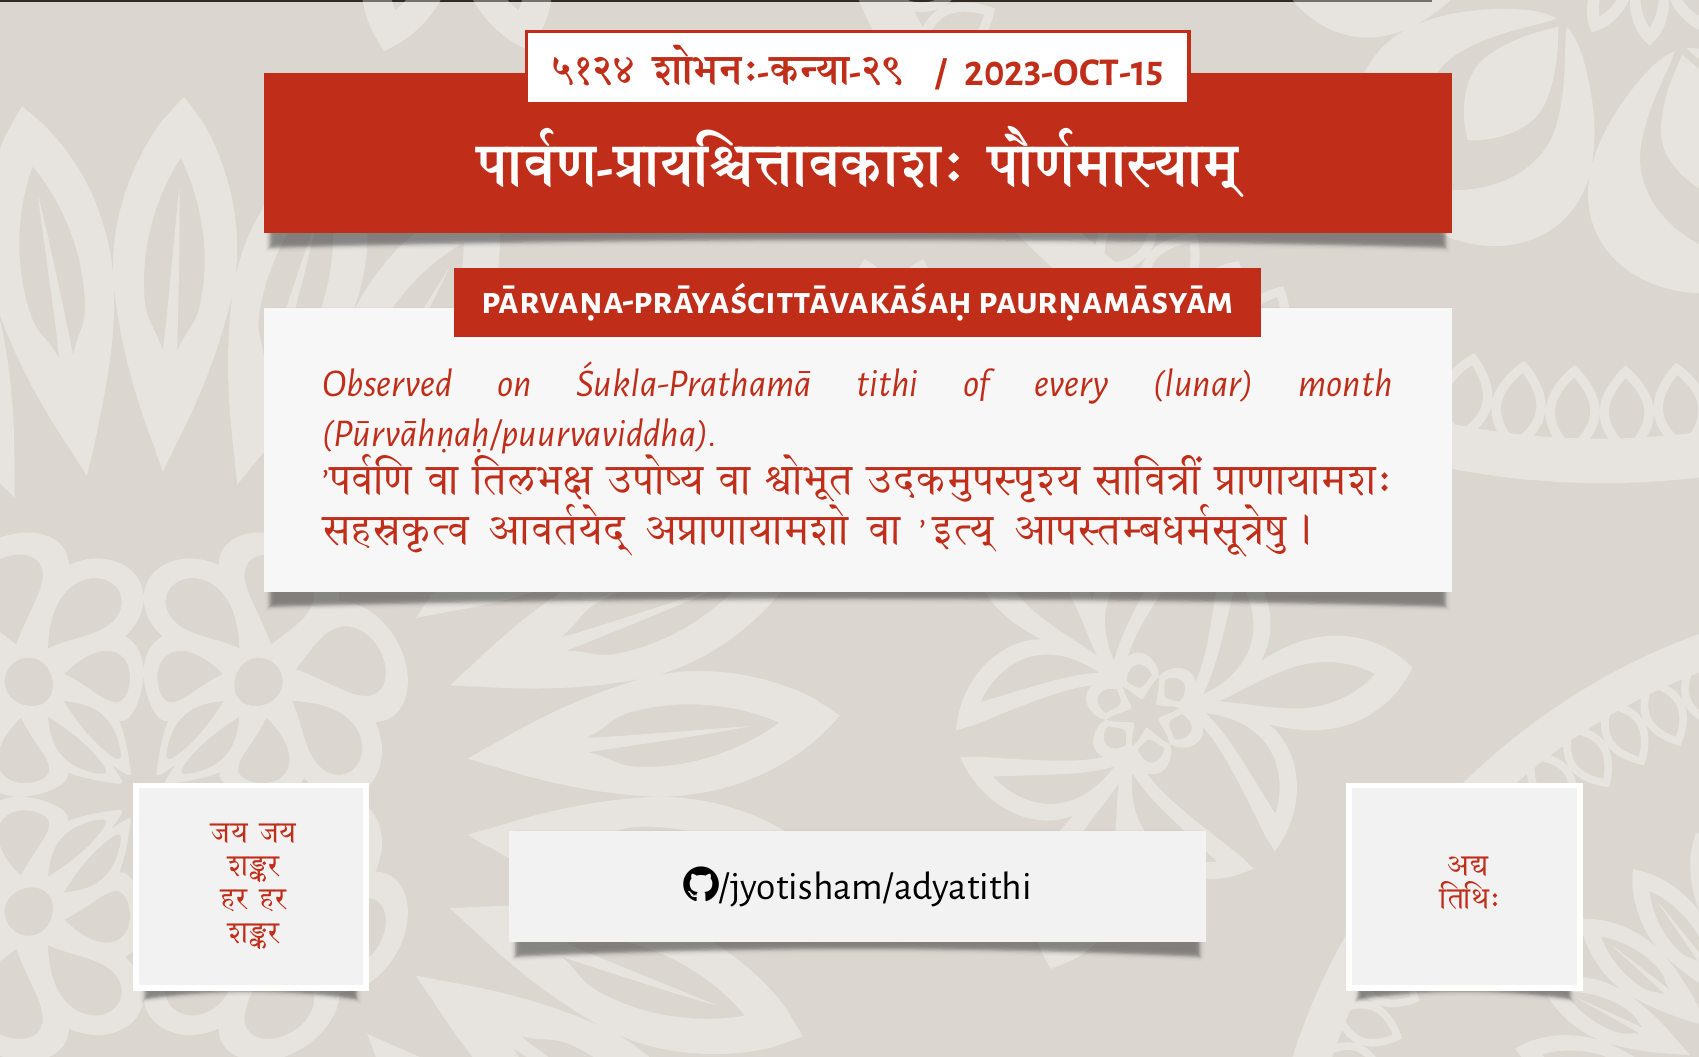 ५१२४ शोभनः-कन्या-२९ / 2023-OCT-15
पार्वण-प्रायश्चित्तावकाशः पौर्णमास्याम्
PĀRVAṆA-PRĀYAŚCITTĀVAKĀŚAḤ PAURṆAMĀSYĀM
Observed on Śukla-Prathamā tithi of every (lunar) month
(Pūrvāhṇaḥ/puurvaviddha).
’पर्वणि वा तिलभक्ष उपोष्य वा श्वोभूत उदकमुपस्पृश्य सावित्रीं प्राणायामशः
सहस्रकृत्व आवर्तयेद् अप्राणायामशो वा ’ इत्य् आपस्तम्बधर्मसूत्रेषु।
जय जय
शङ्कर
हर हर
शङ्कर
/jyotisham/adyatithi
अद्य
तिथिः